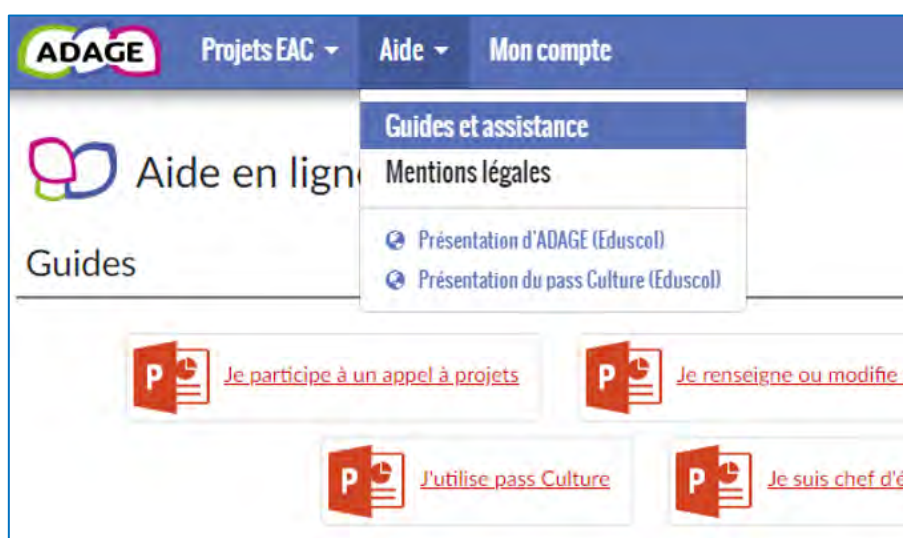 ADAGE Projets EAC Aide Mon compte
Guides et assistance
Mentions légales
Présentation d'ADAGE (Eduscol)
Présentation du pass Culture (Eduscol)
Aide en ligne
Guides
Je participe à un appel à projets
Je renseigne ou modifie
J'utilise pass Culture
Je suis chef d'é